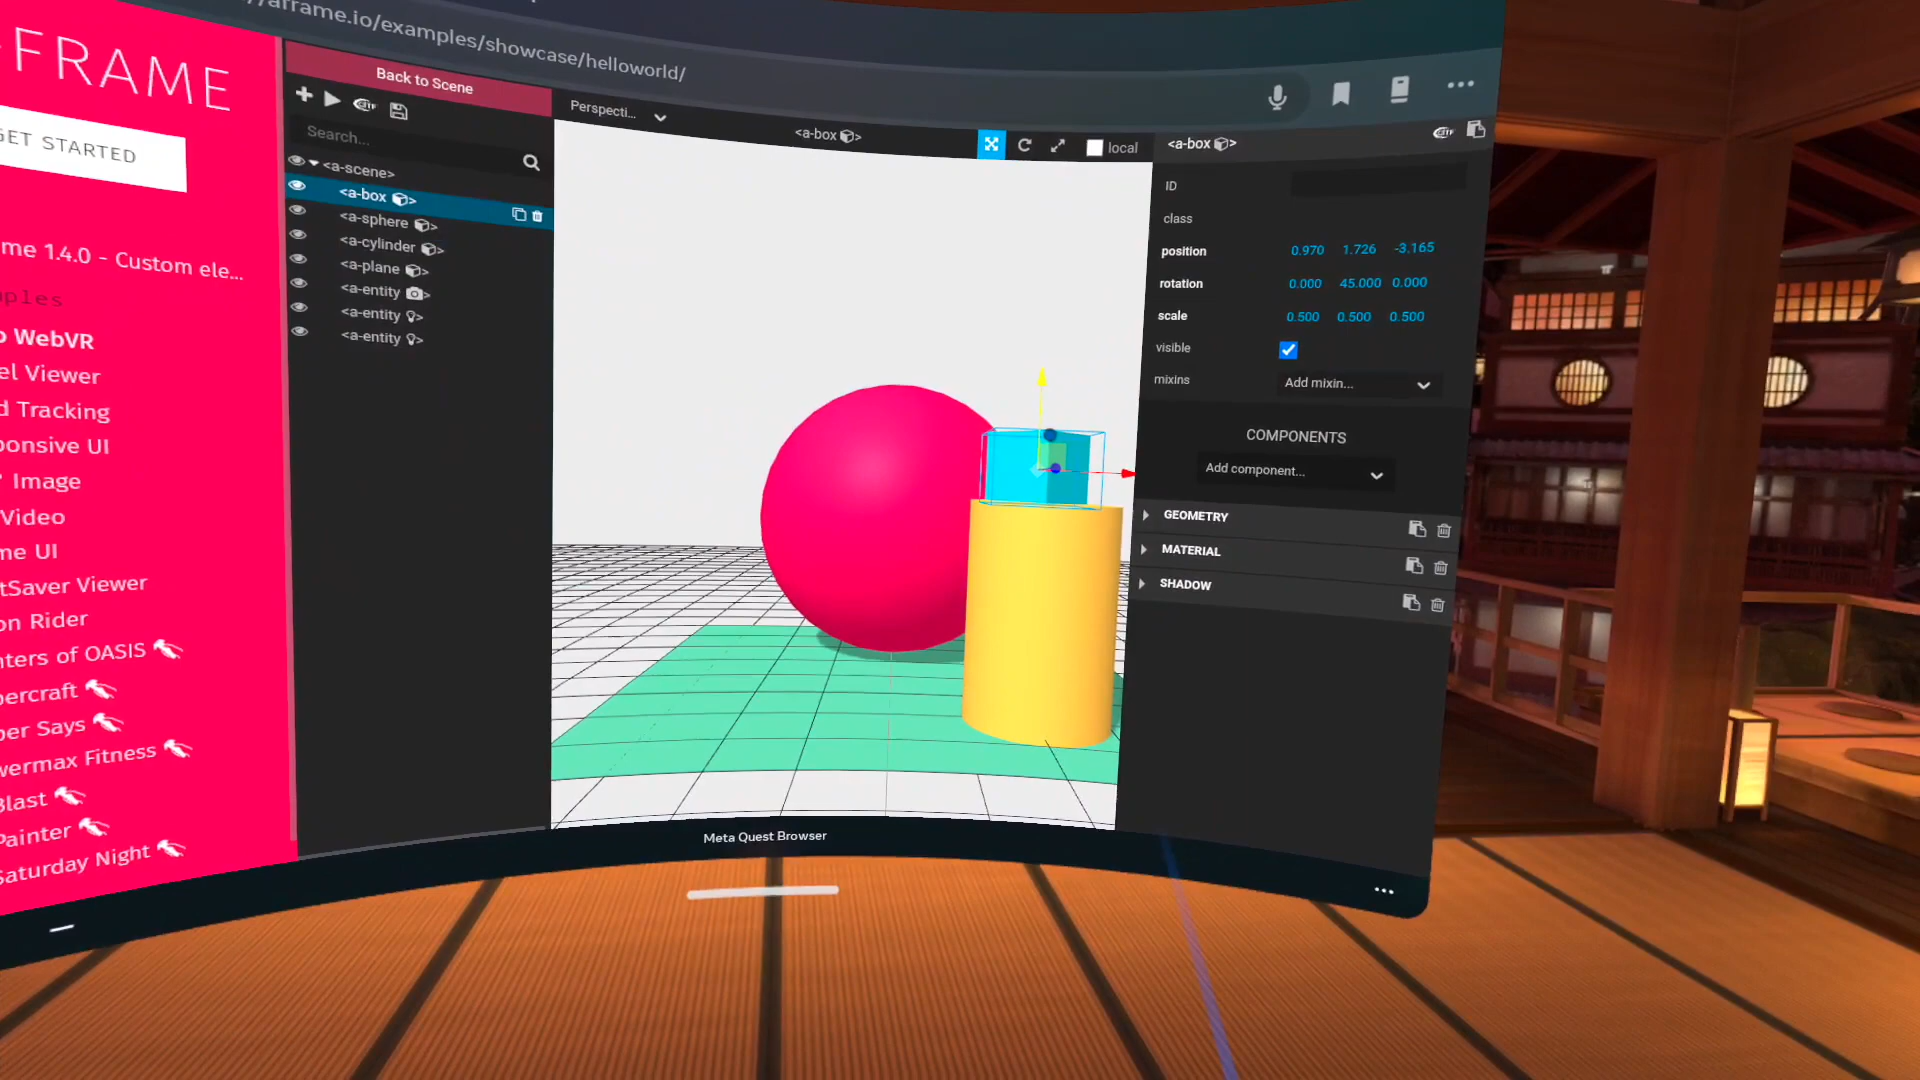 //aframe.io/examples/showcase/helloworld/
FRAME
GET STARTED
me 1.4.0 - Custom ele...
ples
WebVR
el Viewer
d Tracking
ponsive UI
Image
Video
me UI
tSaver Viewer
on Rider
nters of OASIS
percraft
per Says
wermax Fitness
Blast
Painter
Saturday Night
Back to Scene
Search...
<a-scene>
<a-box >
<a-sphere >
<a-cylinder >
<a-plane >
<a-entity >
<a-entity >
<a-entity >
Perspecti...
<a-box >
local
<a-box >
ID
class
position 0.970 1.726 -3.165
rotation 0.000 45.000 0.000
scale 0.500 0.500 0.500
visible
mixins Add mixin...
COMPONENTS
Add component...
GEOMETRY
MATERIAL
SHADOW
Meta Quest Browser